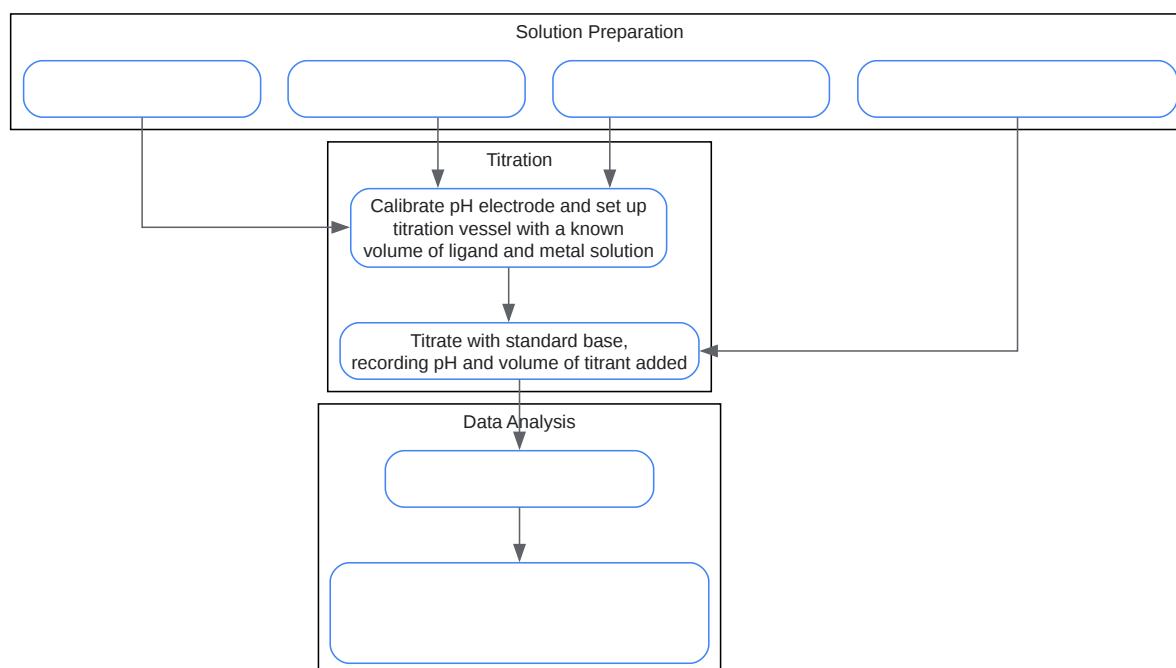 Solution Preparation
Titration
Calibrate pH electrode and set up
titration vessel with a known
volume of ligand and metal solution
Titrate with standard base,
recording pH and volume of titrant added
Data Analysis